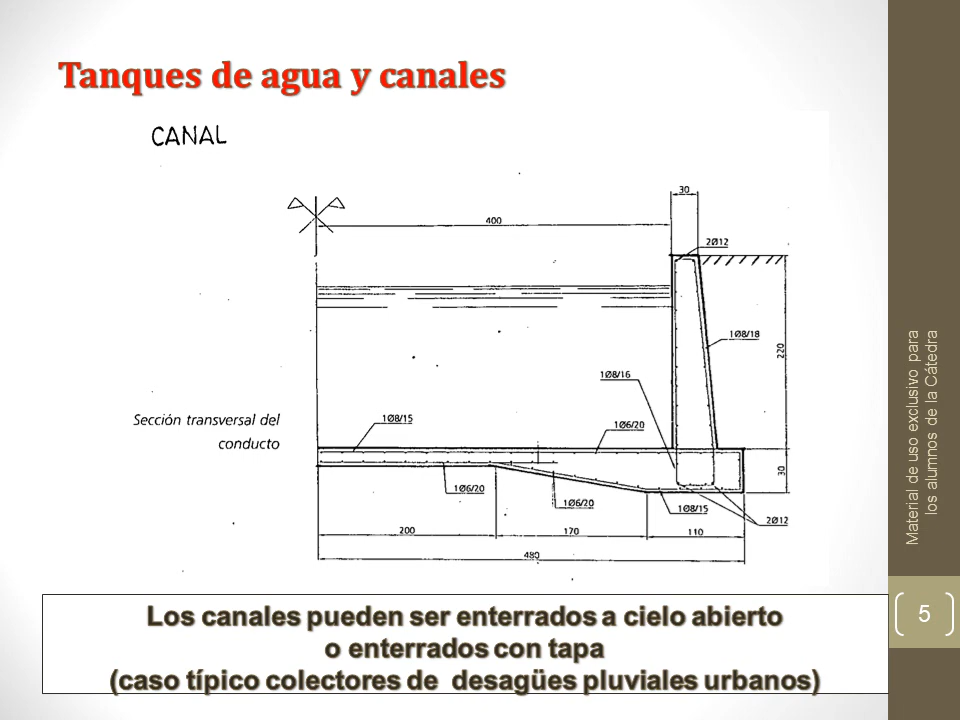 Tanques de agua y canales
CANAL
30
400
2Ø12
1Ø8/18
220
1Ø8/16
Sección transversal del
conducto
1Ø8/15
1Ø6/20
30
1Ø6/20
1Ø6/20
1Ø8/15
2Ø12
200
170
110
480
Los canales pueden ser enterrados a cielo abierto
o enterrados con tapa
(caso típico colectores de desagües pluviales urbanos)
Material de uso exclusivo para
los alumnos de la Cátedra
5